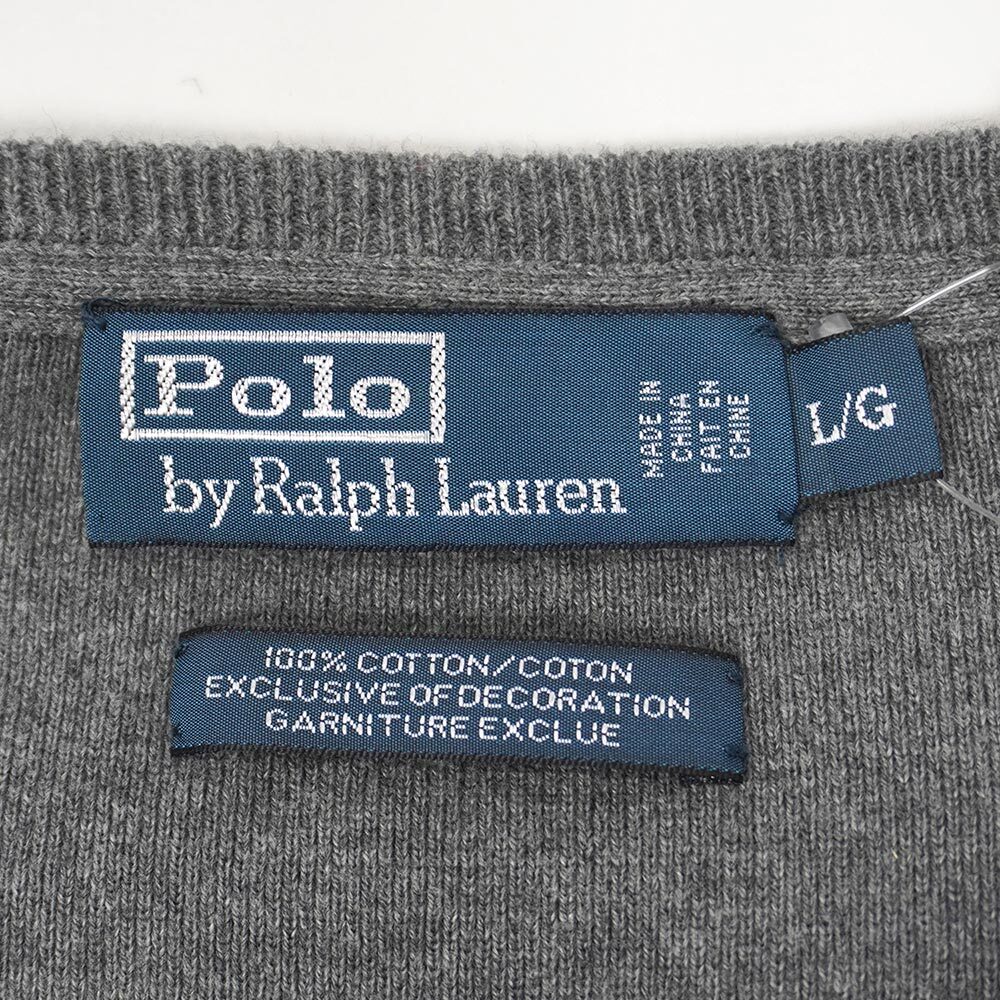 Polo
by Ralph Lauren
MADE IN
CHINA
FAIT EN
CHINE
L/G
100% COTTON/COTON
EXCLUSIVE OF DECORATION
GARNITURE EXCLUE